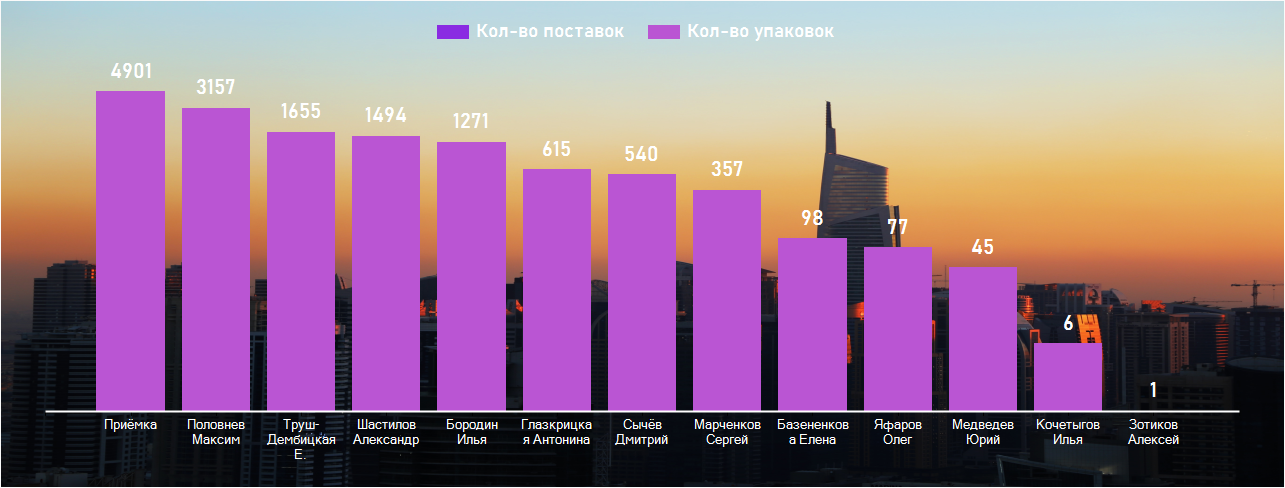 Кол-во поставок Кол-во упаковок
4901
3157
1655
1494
1271
615
540
357
98
77
45
6
1
Приёмка
Половнев
Максим
Труш-
Дембицкая
Е.
Шастилов
Александр
Бородин
Илья
Глазкрицка
я Антонина
Сычёв
Дмитрий
Марченков
Сергей
Базененков
а Елена
Яфаров
Олег
Медведев
Юрий
Кочетыгов
Илья
Зотиков
Алексей